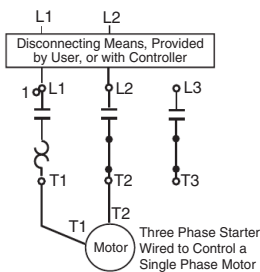 L1 L2
Disconnecting Means, Provided
by User, or with Controller
1 L1 L2 L3
T1 T2 T3
T1 T2
Motor
Three Phase Starter
Wired to Control a
Single Phase Motor